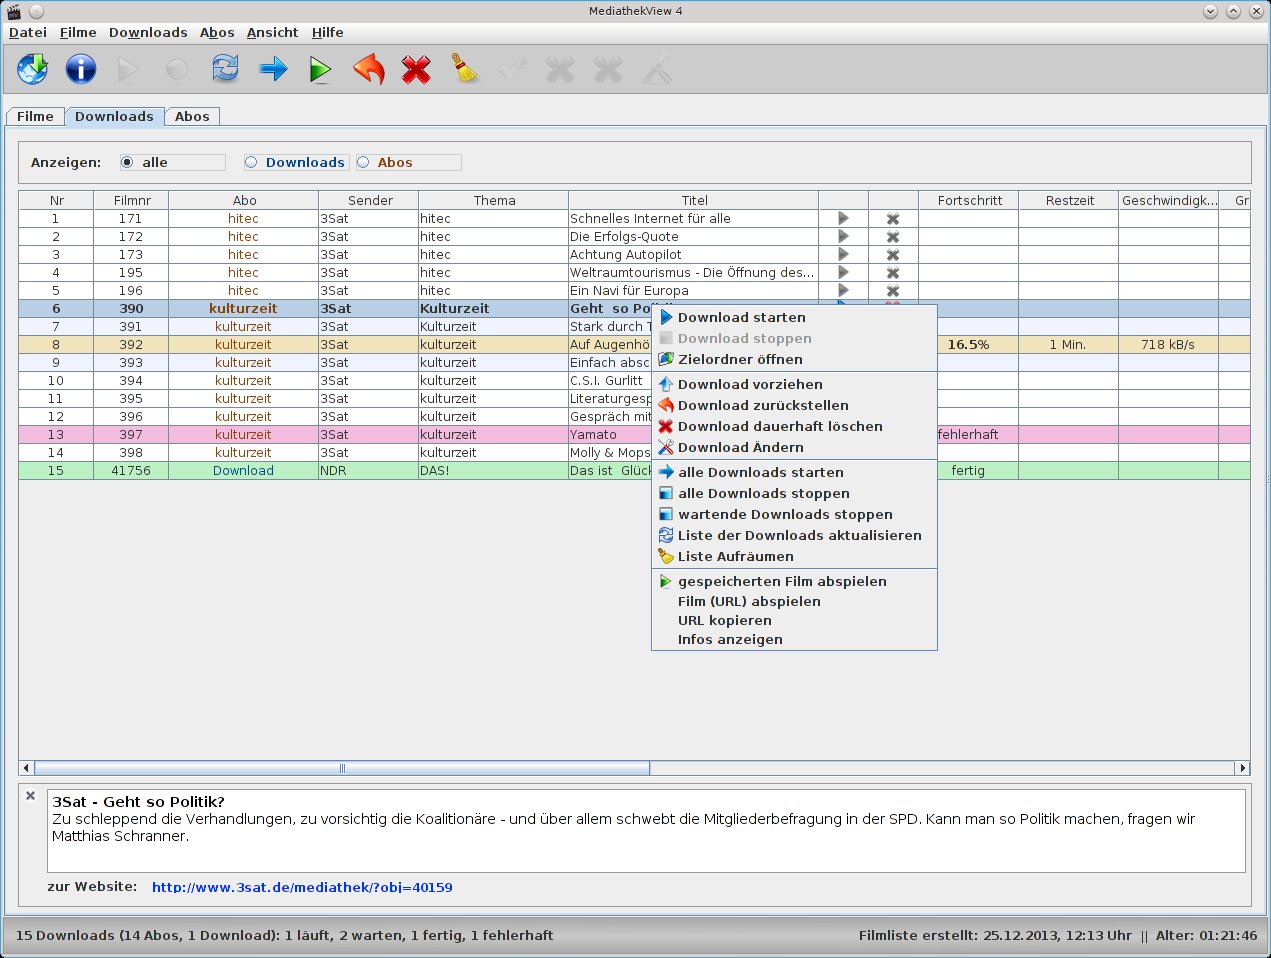 MediathekView 4
Datei Filme Downloads Abos Ansicht Hilfe
Filme Downloads Abos
Anzeigen: alle Downloads Abos
Nr Filmnr Abo Sender Thema Titel Fortschritt Restzeit Geschwindigk... Gr
1 171 hitec 3Sat hitec Schnelles Internet für alle
2 172 hitec 3Sat hitec Die Erfolgs-Quote
3 173 hitec 3Sat hitec Achtung Autopilot
4 195 hitec 3Sat hitec Weltraumtourismus - Die Öffnung des...
5 196 hitec 3Sat hitec Ein Navi für Europa
6 390 kulturzeit 3Sat Kulturzeit Geht so Po
7 391 kulturzeit 3Sat Kulturzeit Stark durch T
8 392 kulturzeit 3Sat kulturzeit Auf Augenhö 16.5% 1 Min. 718 kB/s
9 393 kulturzeit 3Sat kulturzeit Einfach absc
10 394 kulturzeit 3Sat kulturzeit C.S.I. Gurlitt
11 395 kulturzeit 3Sat kulturzeit Literaturgesp
12 396 kulturzeit 3Sat kulturzeit Gespräch mit
13 397 kulturzeit 3Sat kulturzeit Yamato fehlerhaft
14 398 kulturzeit 3Sat kulturzeit Molly & Mops
15 41756 Download NDR DAS! Das ist Glück fertig
Download starten
Download stoppen
Zielordner öffnen
Download vorziehen
Download zurückstellen
Download dauerhaft löschen
Download Ändern
alle Downloads starten
alle Downloads stoppen
wartende Downloads stoppen
Liste der Downloads aktualisieren
Liste Aufräumen
gespeicherten Film abspielen
Film (URL) abspielen
URL kopieren
Infos anzeigen
3Sat - Geht so Politik?
Zu schleppend die Verhandlungen, zu vorsichtig die Koalitionäre - und über allem schwebt die Mitgliederbefragung in der SPD. Kann man so Politik machen, fragen wir
Matthias Schranner.
zur Website: http://www.3sat.de/mediathek/?obj=40159
15 Downloads (14 Abos, 1 Download): 1 läuft, 2 warten, 1 fertig, 1 fehlerhaft
Filmliste erstellt: 25.12.2013, 12:13 Uhr || Alter: 01:21:46